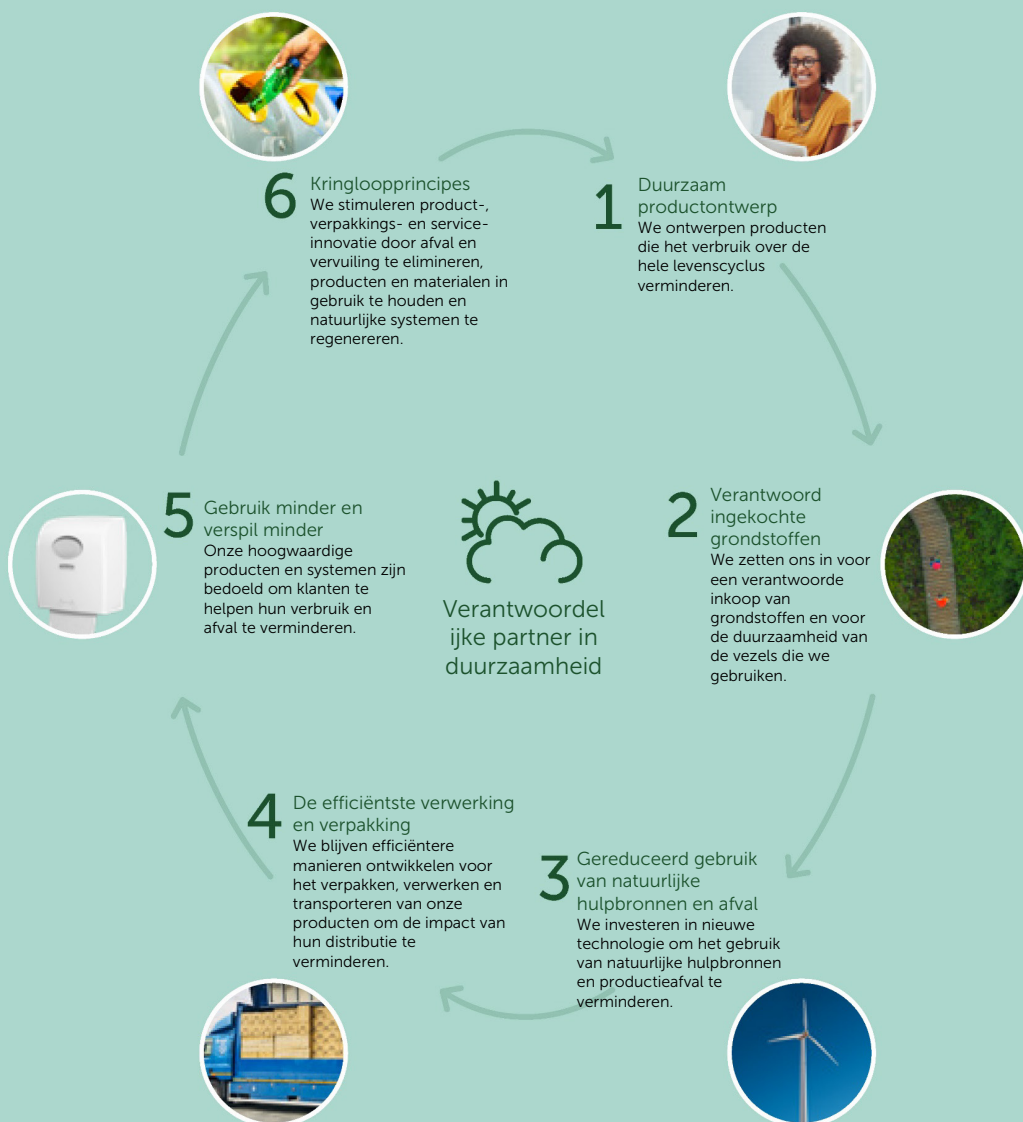 1
Duurzaam
productontwerp
We ontwerpen producten
die het verbruik over de
hele levenscyclus
verminderen.
2
Verantwoord
ingekochte
grondstoffen
We zetten ons in voor
een verantwoorde
inkoop van
grondstoffen en voor
de duurzaamheid van
de vezels die we
gebruiken.
3
Gereduceerd gebruik
van natuurlijke
hulpbronnen en afval
We investeren in nieuwe
technologie om het gebruik
van natuurlijke hulpbronnen
en productieafval te
verminderen.
4
De efficiëntste verwerking
en verpakking
We blijven efficiëntere
manieren ontwikkelen voor
het verpakken, verwerken en
transporteren van onze
producten om de impact van
hun distributie te
verminderen.
5
Gebruik minder en
verspil minder
Onze hoogwaardige
producten en systemen zijn
bedoeld om klanten te
helpen hun verbruik en
afval te verminderen.
6
Kringloopprincipes
We stimuleren product-,
verpakkings- en service-
innovatie door afval en
vervuiling te elimineren,
producten en materialen in
gebruik te houden en
natuurlijke systemen te
regenereren.
Verantwoordel
ijke partner in
duurzaamheid